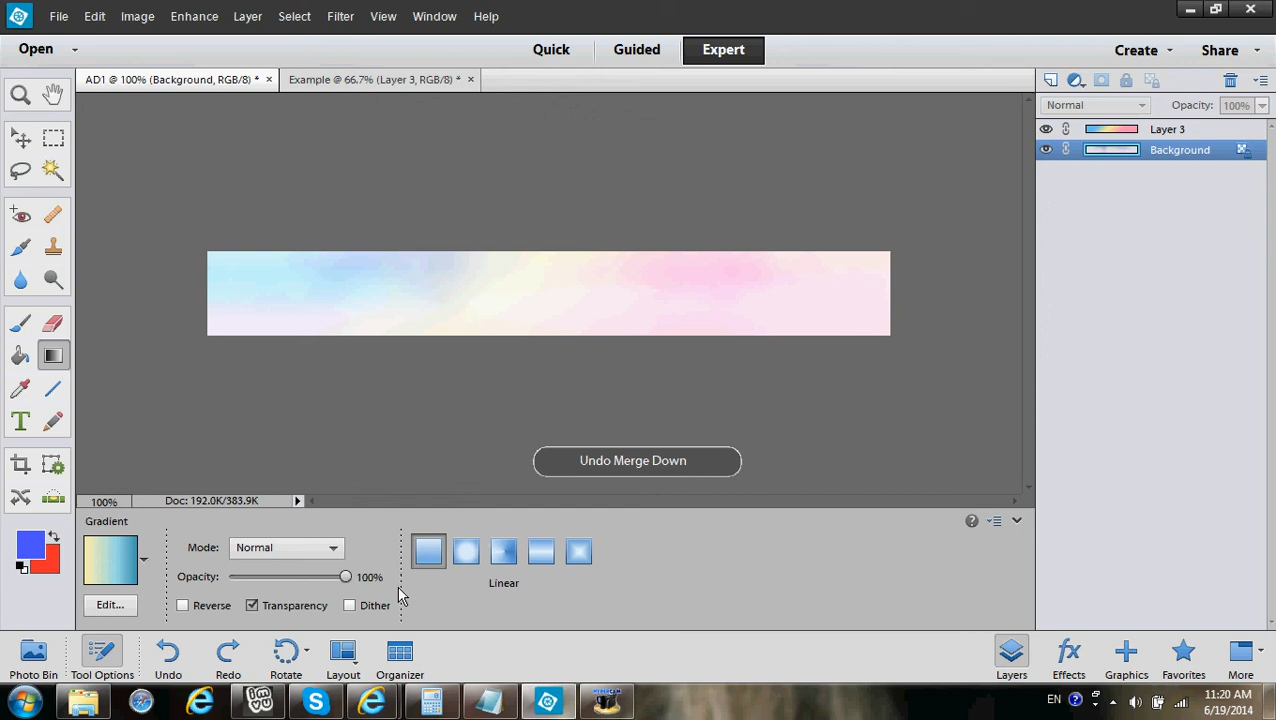 File Edit Image Enhance Layer Select Filter View Window Help
Open Quick Guided Expert Create Share
AD1 @ 100% (Background, RGB/8) * × Example @ 66.7% (Layer 3, RGB/8) * ×
Normal Opacity: 100%
Layer 3
Background
Undo Merge Down
100% Doc: 192.0K/383.9K
Gradient
Mode: Normal
Opacity: 100%
Linear
Edit... Reverse Transparency Dither
Photo Bin Tool Options Undo Redo Rotate Layout Organizer Layers Effects Graphics Favorites More
EN 11:20 AM
6/19/2014